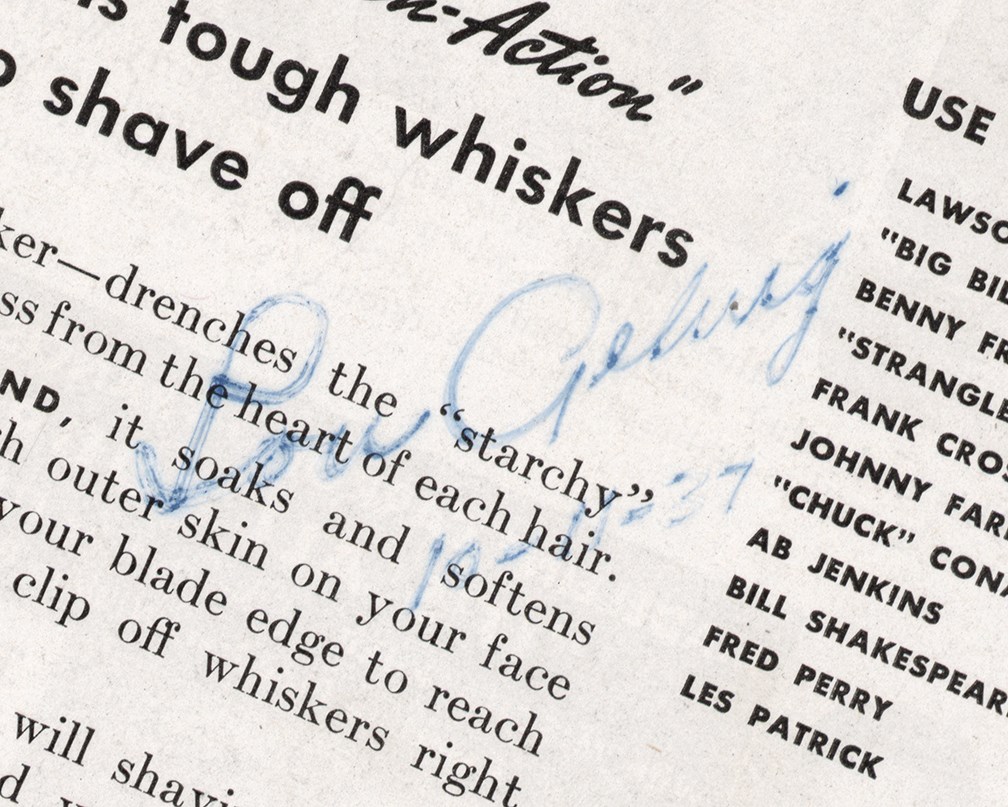 n-Action"
s tough whiskers
o shave off
ker—drenches the "starchy"
ss from the heart of each hair.
ND, it soaks and softens
h outer skin on your face
your blade edge to reach
clip off whiskers right
will shavi
d
Lou Gehrig
10-11-37
USE
LAWSO
"BIG BI
BENNY FR
"STRANGLE
FRANK CROS
JOHNNY FAR
"CHUCK" CON
AB JENKINS
BILL SHAKESPEAR
FRED PERRY
LES PATRICK